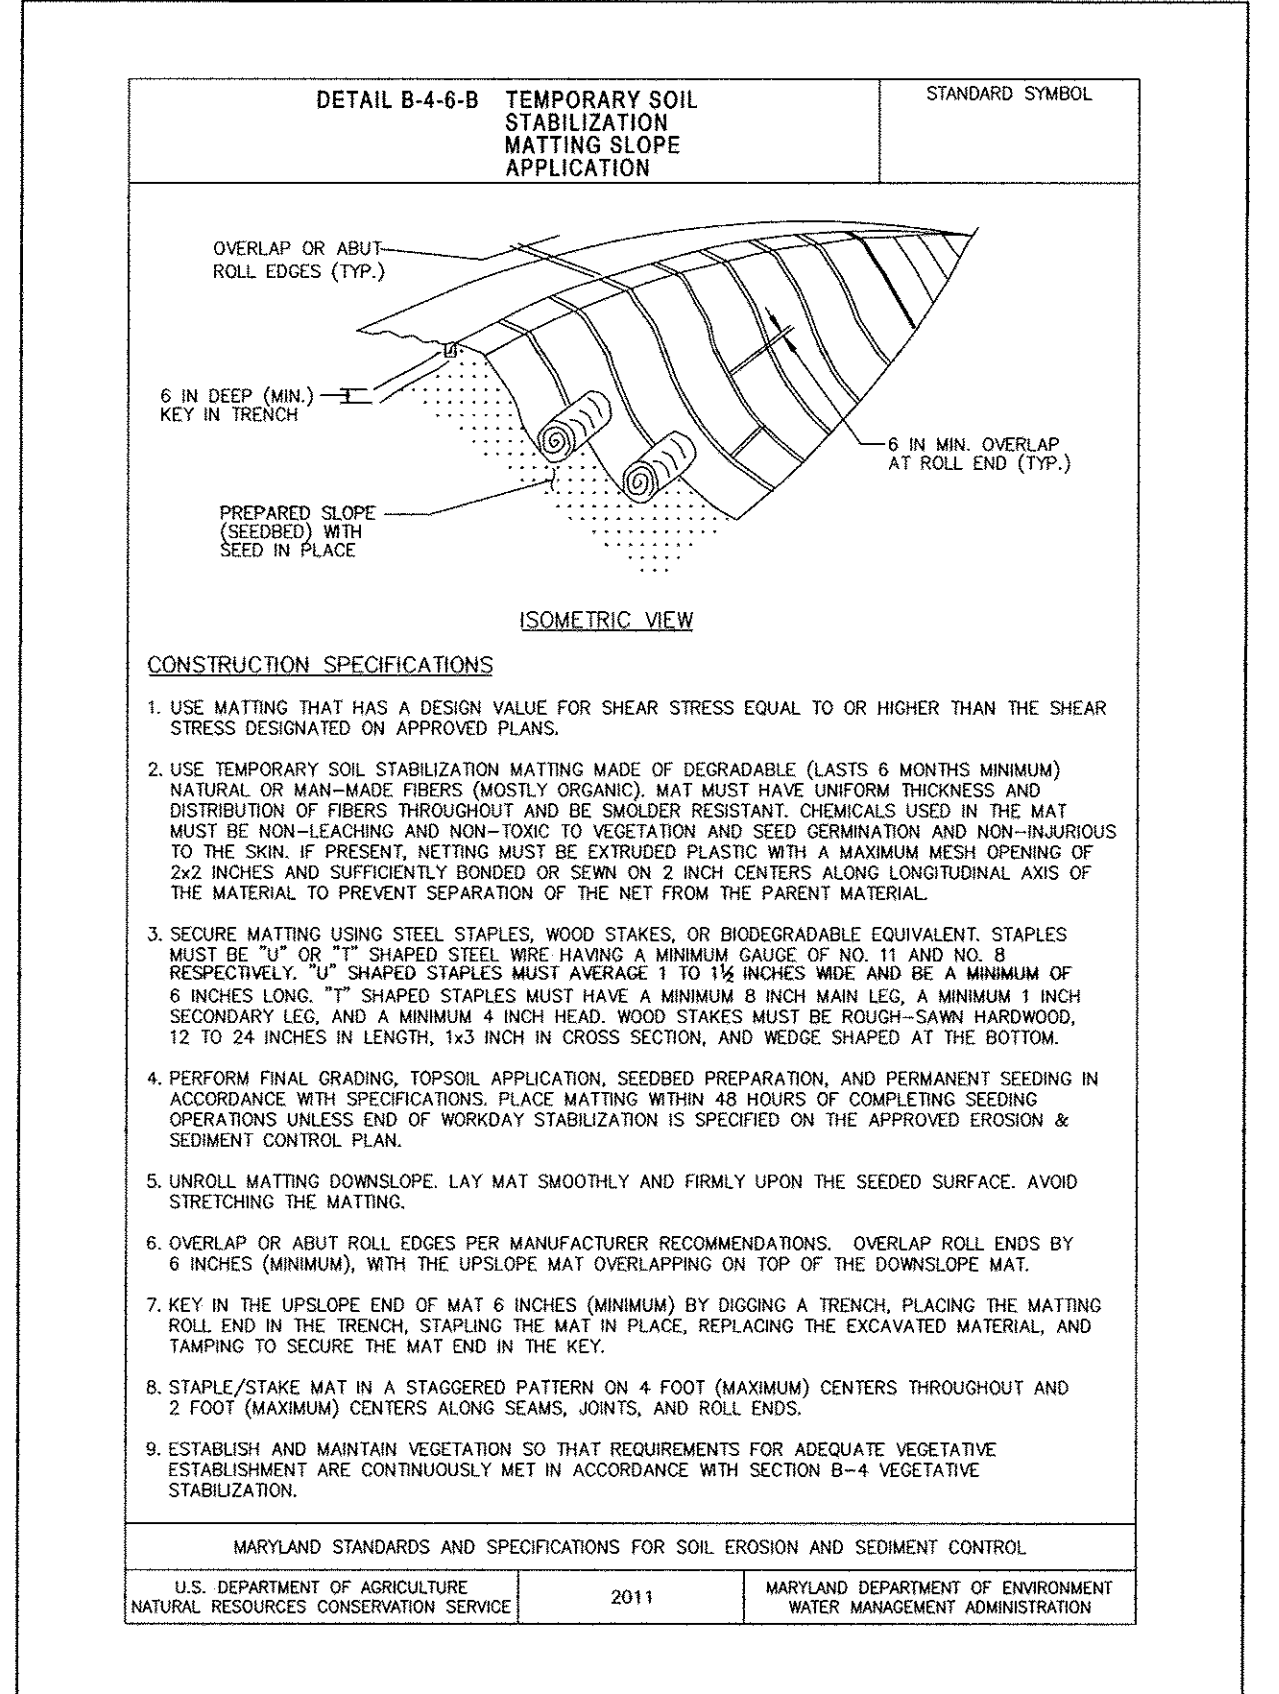 DETAIL B-4-6-B TEMPORARY SOIL
STABILIZATION
MATTING SLOPE
APPLICATION
STANDARD SYMBOL
OVERLAP OR ABUT
ROLL EDGES (TYP.)
6 IN DEEP (MIN.)
KEY IN TRENCH
6 IN MIN. OVERLAP
AT ROLL END (TYP.)
PREPARED SLOPE
(SEEDBED) WITH
SEED IN PLACE
ISOMETRIC VIEW
CONSTRUCTION SPECIFICATIONS
1. USE MATTING THAT HAS A DESIGN VALUE FOR SHEAR STRESS EQUAL TO OR HIGHER THAN THE SHEAR
STRESS DESIGNATED ON APPROVED PLANS.
2. USE TEMPORARY SOIL STABILIZATION MATTING MADE OF DEGRADABLE (LASTS 6 MONTHS MINIMUM)
NATURAL OR MAN-MADE FIBERS (MOSTLY ORGANIC). MAT MUST HAVE UNIFORM THICKNESS AND
DISTRIBUTION OF FIBERS THROUGHOUT AND BE SMOLDER RESISTANT. CHEMICALS USED IN THE MAT
MUST BE NON-LEACHING AND NON-TOXIC TO VEGETATION AND SEED GERMINATION AND NON-INJURIOUS
TO THE SKIN. IF PRESENT, NETTING MUST BE EXTRUDED PLASTIC WITH A MAXIMUM MESH OPENING OF
2x2 INCHES AND SUFFICIENTLY BONDED OR SEWN ON 2 INCH CENTERS ALONG LONGITUDINAL AXIS OF
THE MATERIAL TO PREVENT SEPARATION OF THE NET FROM THE PARENT MATERIAL.
3. SECURE MATTING USING STEEL STAPLES, WOOD STAKES, OR BIODEGRADABLE EQUIVALENT. STAPLES
MUST BE "U" OR "T" SHAPED STEEL WIRE HAVING A MINIMUM GAUGE OF NO. 11 AND NO. 8
RESPECTIVELY. "U" SHAPED STAPLES MUST AVERAGE 1 TO 1½ INCHES WIDE AND BE A MINIMUM OF
6 INCHES LONG. "T" SHAPED STAPLES MUST HAVE A MINIMUM 8 INCH MAIN LEG, A MINIMUM 1 INCH
SECONDARY LEG, AND A MINIMUM 4 INCH HEAD. WOOD STAKES MUST BE ROUGH-SAWN HARDWOOD,
12 TO 24 INCHES IN LENGTH, 1x3 INCH IN CROSS SECTION, AND WEDGE SHAPED AT THE BOTTOM.
4. PERFORM FINAL GRADING, TOPSOIL APPLICATION, SEEDBED PREPARATION, AND PERMANENT SEEDING IN
ACCORDANCE WITH SPECIFICATIONS. PLACE MATTING WITHIN 48 HOURS OF COMPLETING SEEDING
OPERATIONS UNLESS END OF WORKDAY STABILIZATION IS SPECIFIED ON THE APPROVED EROSION &
SEDIMENT CONTROL PLAN.
5. UNROLL MATTING DOWNSLOPE. LAY MAT SMOOTHLY AND FIRMLY UPON THE SEEDED SURFACE. AVOID
STRETCHING THE MATTING.
6. OVERLAP OR ABUT ROLL EDGES PER MANUFACTURER RECOMMENDATIONS. OVERLAP ROLL ENDS BY
6 INCHES (MINIMUM), WITH THE UPSLOPE MAT OVERLAPPING ON TOP OF THE DOWNSLOPE MAT.
7. KEY IN THE UPSLOPE END OF MAT 6 INCHES (MINIMUM) BY DIGGING A TRENCH, PLACING THE MATTING
ROLL END IN THE TRENCH, STAPLING THE MAT IN PLACE, REPLACING THE EXCAVATED MATERIAL, AND
TAMPING TO SECURE THE MAT END IN THE KEY.
8. STAPLE/STAKE MAT IN A STAGGERED PATTERN ON 4 FOOT (MAXIMUM) CENTERS THROUGHOUT AND
2 FOOT (MAXIMUM) CENTERS ALONG SEAMS, JOINTS, AND ROLL ENDS.
9. ESTABLISH AND MAINTAIN VEGETATION SO THAT REQUIREMENTS FOR ADEQUATE VEGETATIVE
ESTABLISHMENT ARE CONTINUOUSLY MET IN ACCORDANCE WITH SECTION B-4 VEGETATIVE
STABILIZATION.
MARYLAND STANDARDS AND SPECIFICATIONS FOR SOIL EROSION AND SEDIMENT CONTROL
U.S. DEPARTMENT OF AGRICULTURE
NATURAL RESOURCES CONSERVATION SERVICE
2011
MARYLAND DEPARTMENT OF ENVIRONMENT
WATER MANAGEMENT ADMINISTRATION